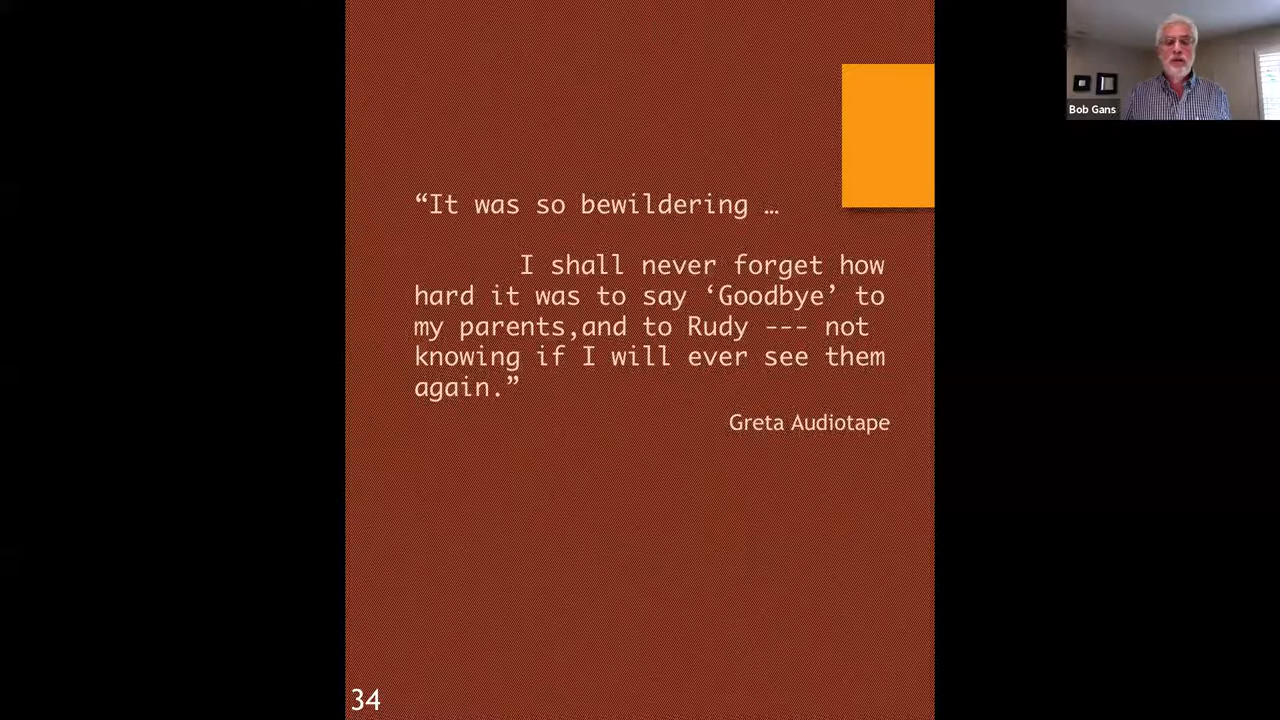 Bob Gans
“It was so bewildering …
I shall never forget how
hard it was to say ‘Goodbye’ to
my parents,and to Rudy --- not
knowing if I will ever see them
again.”
Greta Audiotape
34